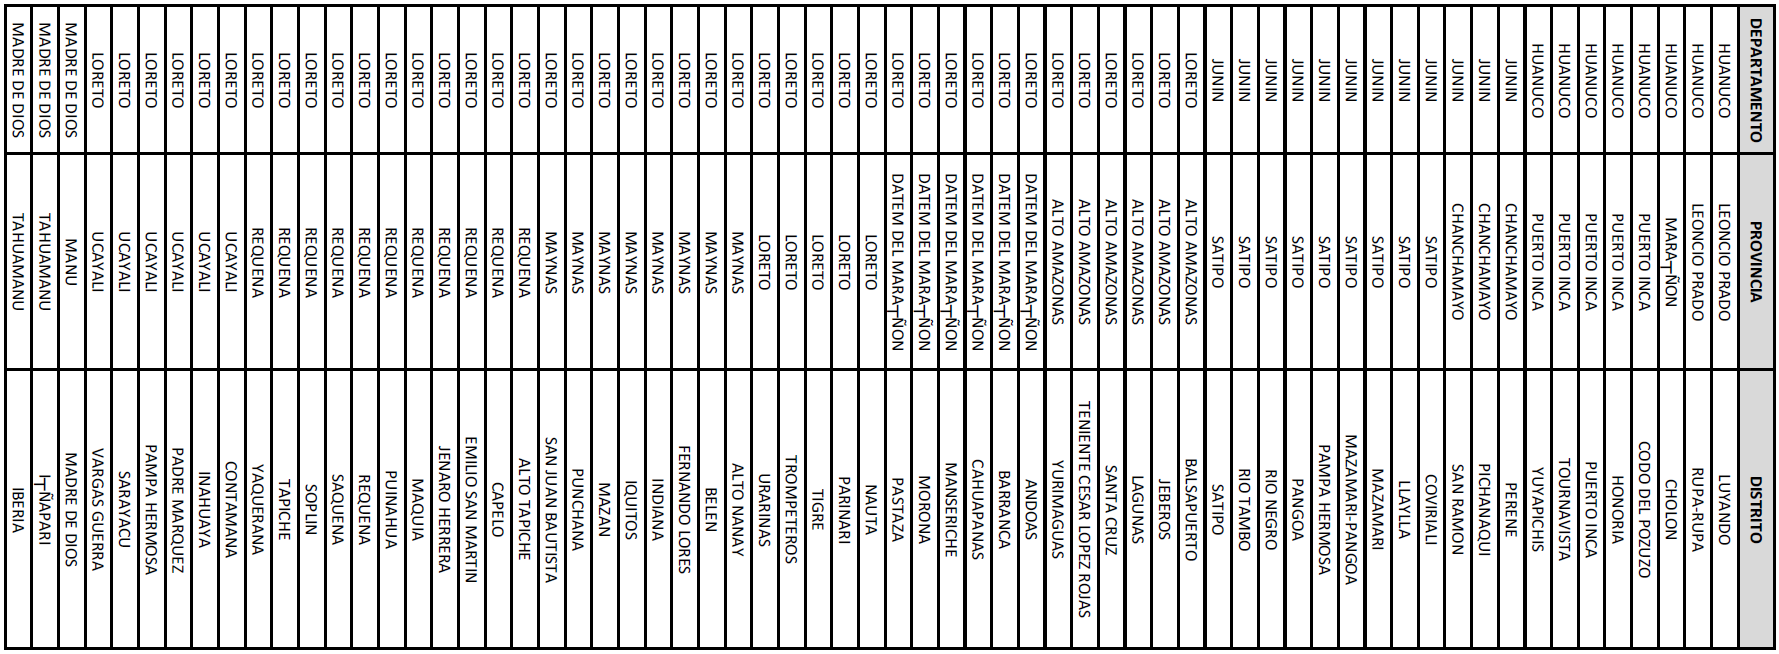 DEPARTAMENTO PROVINCIA DISTRITO
HUANUCO LEONCIO PRADO LUYANDO
HUANUCO LEONCIO PRADO RUPA-RUPA
HUANUCO MARA┬ÑON CHOLON
HUANUCO PUERTO INCA CODO DEL POZUZO
HUANUCO PUERTO INCA HONORIA
HUANUCO PUERTO INCA PUERTO INCA
HUANUCO PUERTO INCA TOURNAVISTA
HUANUCO PUERTO INCA YUYAPICHIS
JUNIN CHANCHAMAYO PERENE
JUNIN CHANCHAMAYO PICHANAQUI
JUNIN CHANCHAMAYO SAN RAMON
JUNIN SATIPO COVIRIALI
JUNIN SATIPO LLAYLLA
JUNIN SATIPO MAZAMARI
JUNIN SATIPO MAZAMARI-PANGOA
JUNIN SATIPO PAMPA HERMOSA
JUNIN SATIPO PANGOA
JUNIN SATIPO RIO NEGRO
JUNIN SATIPO RIO TAMBO
JUNIN SATIPO SATIPO
LORETO ALTO AMAZONAS BALSAPUERTO
LORETO ALTO AMAZONAS JEBEROS
LORETO ALTO AMAZONAS LAGUNAS
LORETO ALTO AMAZONAS SANTA CRUZ
LORETO ALTO AMAZONAS TENIENTE CESAR LOPEZ ROJAS
LORETO ALTO AMAZONAS YURIMAGUAS
LORETO DATEM DEL MARA┬ÑON ANDOAS
LORETO DATEM DEL MARA┬ÑON BARRANCA
LORETO DATEM DEL MARA┬ÑON CAHUAPANAS
LORETO DATEM DEL MARA┬ÑON MANSERICHE
LORETO DATEM DEL MARA┬ÑON MORONA
LORETO DATEM DEL MARA┬ÑON PASTAZA
LORETO LORETO NAUTA
LORETO LORETO PARINARI
LORETO LORETO TIGRE
LORETO LORETO TROMPETEROS
LORETO LORETO URARINAS
LORETO MAYNAS ALTO NANAY
LORETO MAYNAS BELEN
LORETO MAYNAS FERNANDO LORES
LORETO MAYNAS INDIANA
LORETO MAYNAS IQUITOS
LORETO MAYNAS MAZAN
LORETO MAYNAS PUNCHANA
LORETO MAYNAS SAN JUAN BAUTISTA
LORETO REQUENA ALTO TAPICHE
LORETO REQUENA CAPELO
LORETO REQUENA EMILIO SAN MARTIN
LORETO REQUENA JENARO HERRERA
LORETO REQUENA MAQUIA
LORETO REQUENA PUINAHUA
LORETO REQUENA REQUENA
LORETO REQUENA SAQUENA
LORETO REQUENA SOPLIN
LORETO REQUENA TAPICHE
LORETO REQUENA YAQUERANA
LORETO UCAYALI CONTAMANA
LORETO UCAYALI INAHUAYA
LORETO UCAYALI PADRE MARQUEZ
LORETO UCAYALI PAMPA HERMOSA
LORETO UCAYALI SARAYACU
LORETO UCAYALI VARGAS GUERRA
MADRE DE DIOS MANU MADRE DE DIOS
MADRE DE DIOS TAHUAMANU I┬ÑAPARI
MADRE DE DIOS TAHUAMANU IBERIA